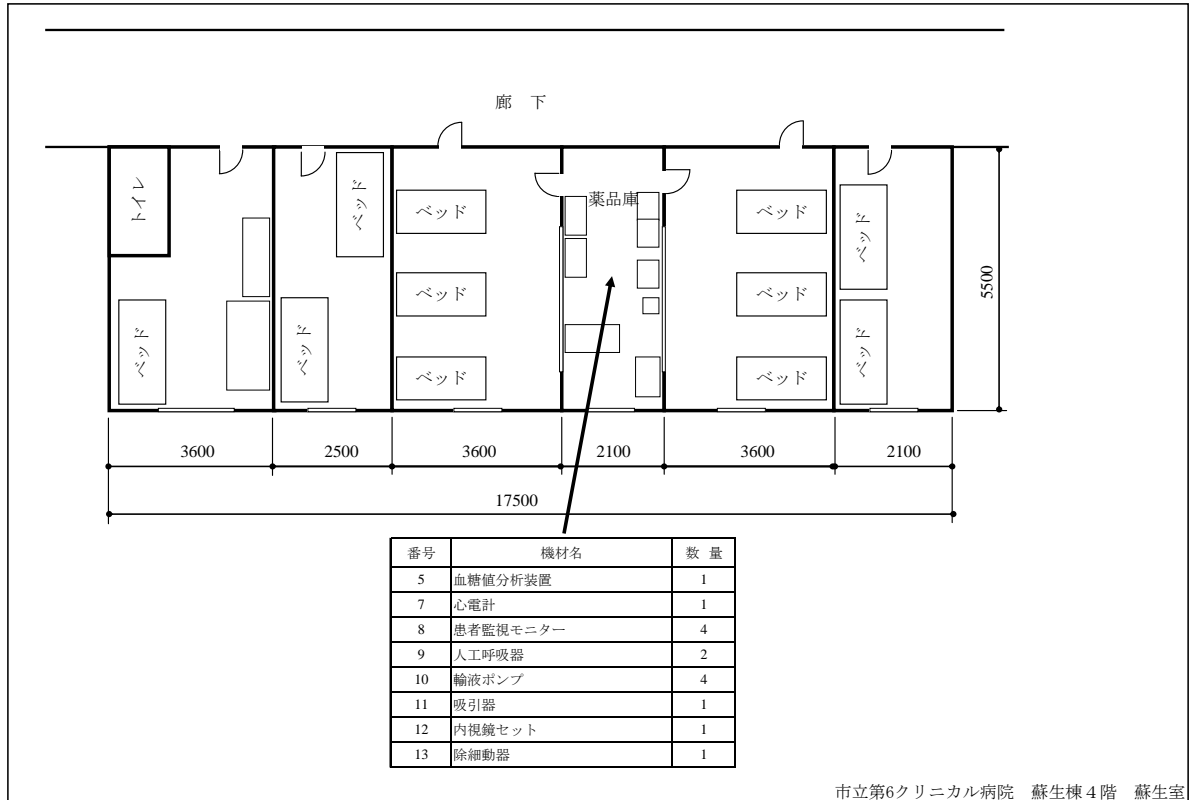 廊 下
トイレ
ベッド
ベッド
ベッド
ベッド
ベッド
ベッド
薬品庫
ベッド
ベッド
ベッド
ベッド
ベッド
5500
3600 2500 3600 2100 3600 2100
17500
番号 機材名 数 量
5 血糖値分析装置 1
7 心電計 1
8 患者監視モニター 4
9 人工呼吸器 2
10 輸液ポンプ 4
11 吸引器 1
12 内視鏡セット 1
13 除細動器 1
市立第6クリニカル病院 蘇生棟４階 蘇生室